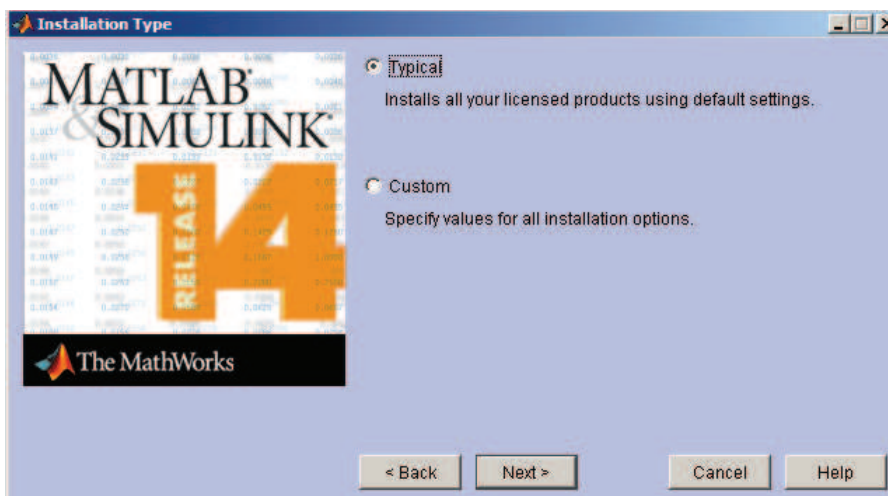 Installation Type
MATLAB®
& SIMULINK®
RELEASE
14
The MathWorks
Typical
Installs all your licensed products using default settings.
Custom
Specify values for all installation options.
< Back
Next >
Cancel
Help